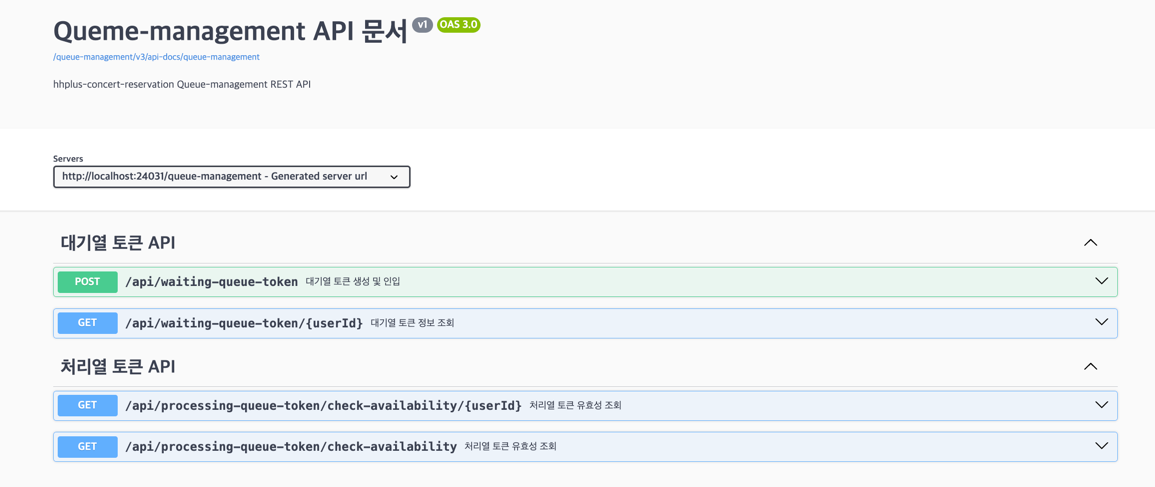 Queme-management API 문서 v1 OAS 3.0
/queue-management/v3/api-docs/queue-management
hhplus-concert-reservation Queue-management REST API
Servers
http://localhost:24031/queue-management - Generated server url
대기열 토큰 API
POST /api/waiting-queue-token 대기열 토큰 생성 및 인입
GET /api/waiting-queue-token/{userId} 대기열 토큰 정보 조회
처리열 토큰 API
GET /api/processing-queue-token/check-availability/{userId} 처리열 토큰 유효성 조회
GET /api/processing-queue-token/check-availability 처리열 토큰 유효성 조회